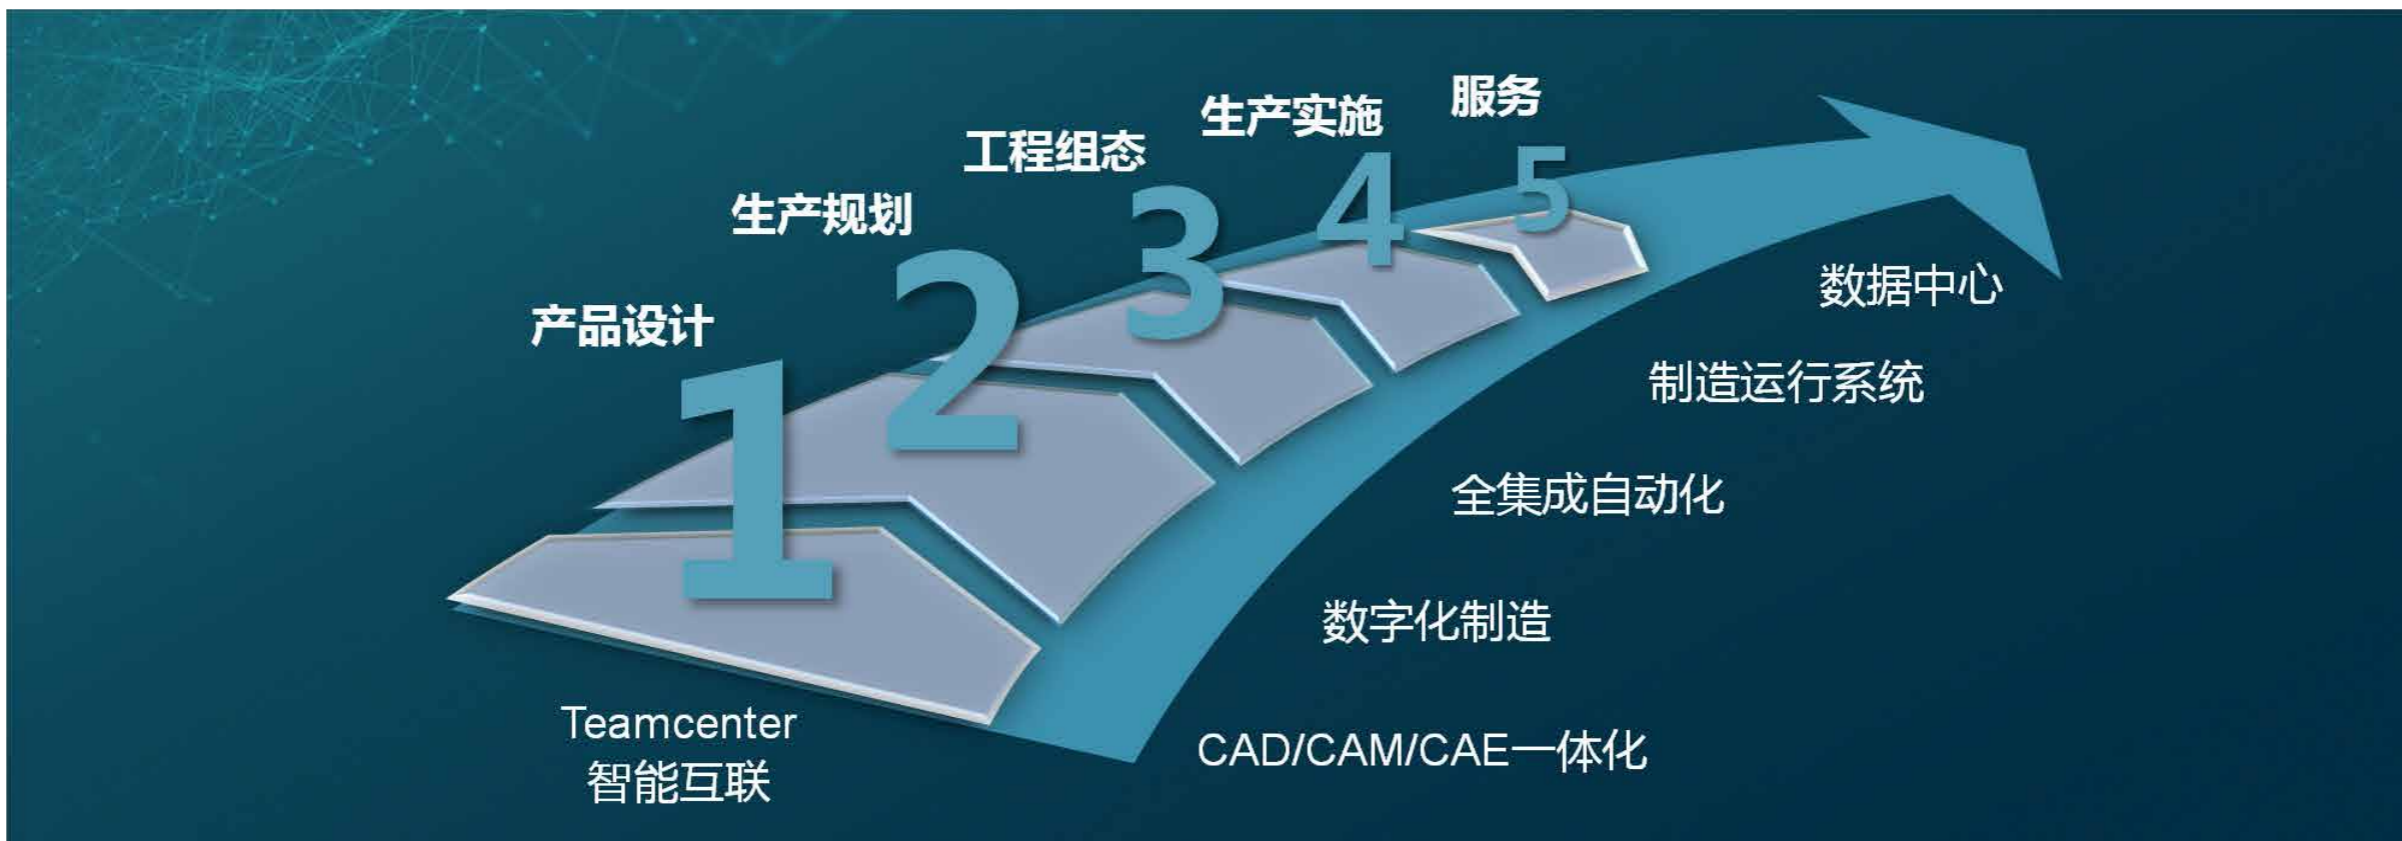 产品设计
生产规划
工程组态
生产实施
服务
1
2
3
4
5
数据中心
制造运行系统
全集成自动化
数字化制造
CAD/CAM/CAE一体化
Teamcenter
智能互联